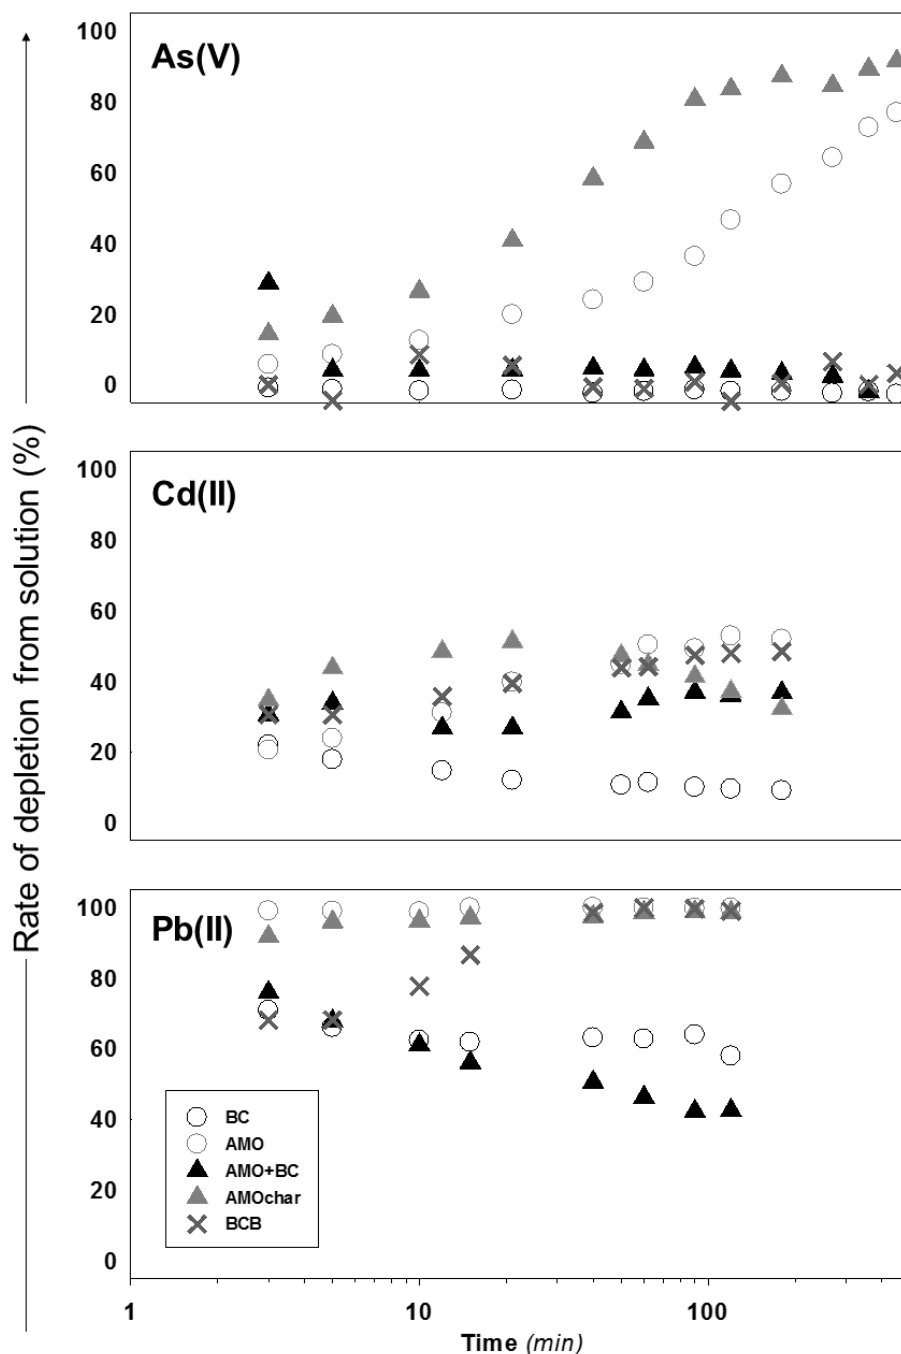 Rate of depletion from solution (%)
As(V)
100
80
60
40
20
0
Cd(II)
100
80
60
40
20
0
Pb(II)
100
80
60
40
20
0
BC
AMO
AMO+BC
AMOchar
BCB
1 10 100
Time (min)